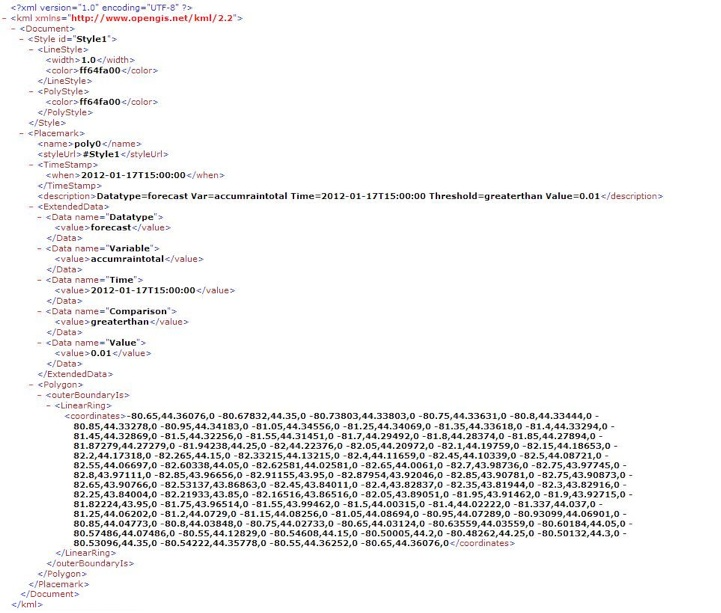 <?xml version="1.0" encoding="UTF-8" ?>
- <kml xmlns="http://www.opengis.net/kml/2.2">
- <Document>
- <Style id="Style1">
- <LineStyle>
<width>1.0</width>
<color>ff64fa00</color>
</LineStyle>
- <PolyStyle>
<color>ff64fa00</color>
</PolyStyle>
</Style>
- <Placemark>
<name>poly0</name>
<styleUrl>#Style1</styleUrl>
- <TimeStamp>
<when>2012-01-17T15:00:00</when>
</TimeStamp>
<description>Datatype=forecast Var=accumraintotal Time=2012-01-17T15:00:00 Threshold=greaterthan Value=0.01</description>
- <ExtendedData>
- <Data name="Datatype">
<value>forecast</value>
</Data>
- <Data name="Variable">
<value>accumraintotal</value>
</Data>
- <Data name="Time">
<value>2012-01-17T15:00:00</value>
</Data>
- <Data name="Comparison">
<value>greaterthan</value>
</Data>
- <Data name="Value">
<value>0.01</value>
</Data>
</ExtendedData>
- <Polygon>
- <outerBoundaryIs>
- <LinearRing>
<coordinates>-80.65,44.36076,0 -80.67832,44.35,0 -80.73803,44.33803,0 -80.75,44.33631,0 -80.8,44.33444,0 -
80.85,44.33278,0 -80.95,44.34183,0 -81.05,44.34556,0 -81.25,44.34069,0 -81.35,44.33618,0 -81.4,44.33294,0 -
81.45,44.32869,0 -81.5,44.32256,0 -81.55,44.31451,0 -81.7,44.29492,0 -81.8,44.28374,0 -81.85,44.27894,0 -
81.87279,44.27279,0 -81.94238,44.25,0 -82,44.22376,0 -82.05,44.20972,0 -82.1,44.19759,0 -82.15,44.18653,0 -
82.2,44.17318,0 -82.265,44.15,0 -82.33215,44.13215,0 -82.4,44.11659,0 -82.45,44.10339,0 -82.5,44.08721,0 -
82.55,44.06697,0 -82.60338,44.05,0 -82.62581,44.02581,0 -82.65,44.0061,0 -82.7,43.98736,0 -82.75,43.97745,0 -
82.8,43.97111,0 -82.85,43.96656,0 -82.91155,43.95,0 -82.87954,43.92046,0 -82.85,43.90781,0 -82.75,43.90873,0 -
82.65,43.90766,0 -82.53137,43.86863,0 -82.45,43.84011,0 -82.4,43.82837,0 -82.35,43.81944,0 -82.3,43.82916,0 -
82.25,43.84004,0 -82.21933,43.85,0 -82.16516,43.86516,0 -82.05,43.89051,0 -81.95,43.91462,0 -81.9,43.92715,0 -
81.82224,43.95,0 -81.75,43.96514,0 -81.55,43.99462,0 -81.5,44.00315,0 -81.4,44.02222,0 -81.337,44.037,0 -
81.25,44.06202,0 -81.2,44.0729,0 -81.15,44.08256,0 -81.05,44.08694,0 -80.95,44.07289,0 -80.93099,44.06901,0 -
80.85,44.04773,0 -80.8,44.03848,0 -80.75,44.02733,0 -80.65,44.03124,0 -80.63559,44.03559,0 -80.60184,44.05,0 -
80.57486,44.07486,0 -80.55,44.12829,0 -80.54608,44.15,0 -80.50005,44.2,0 -80.48262,44.25,0 -80.50132,44.3,0 -
80.53096,44.35,0 -80.54222,44.35778,0 -80.55,44.36252,0 -80.65,44.36076,0</coordinates>
</LinearRing>
</outerBoundaryIs>
</Polygon>
</Placemark>
</Document>
</kml>